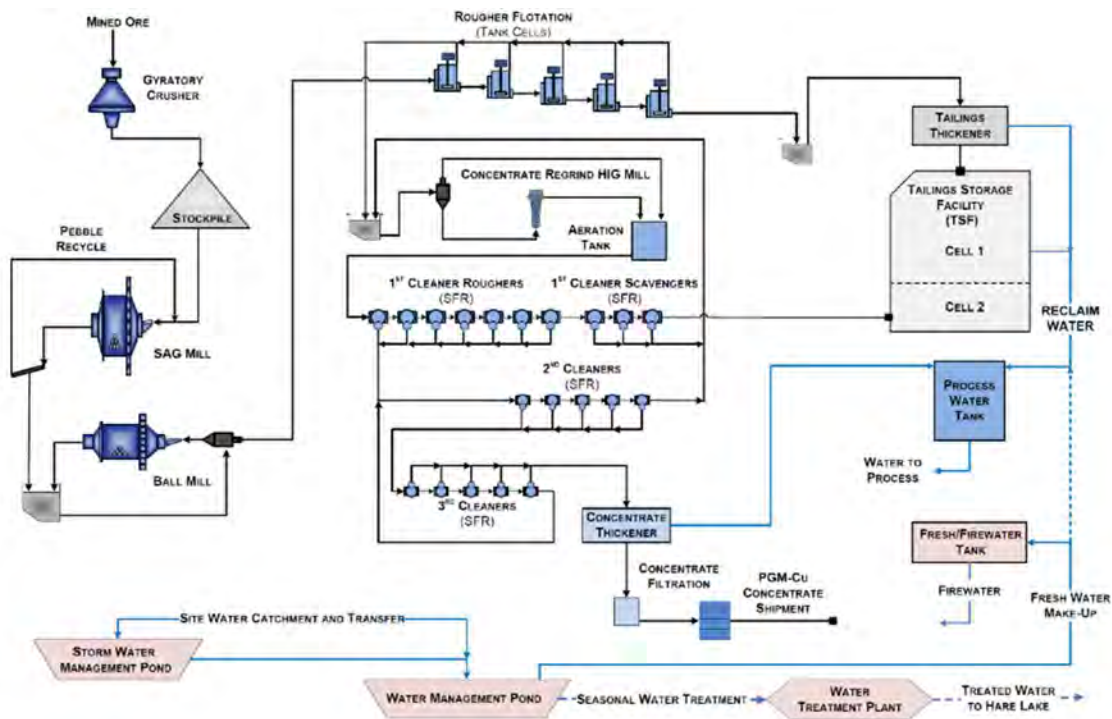 MINED ORE
GYRATORY
CRUSHER
STOCKPILE
PEBBLE
RECYCLE
SAG MILL
BALL MILL
ROUGHER FLOTATION
(TANK CELLS)
CONCENTRATE REGRIND HIG MILL
AERATION
TANK
1ST CLEANER ROUGHERS
(SFR)
1ST CLEANER SCAVENGERS
(SFR)
2ND CLEANERS
(SFR)
3RD CLEANERS
(SFR)
TAILINGS
THICKENER
TAILINGS STORAGE
FACILITY
(TSF)
CELL 1
CELL 2
RECLAIM
WATER
PROCESS
WATER
TANK
WATER TO
PROCESS
CONCENTRATE
THICKENER
CONCENTRATE
FILTRATION
PGM-CU
CONCENTRATE
SHIPMENT
FRESH/FIREWATER
TANK
FIREWATER
FRESH WATER
MAKE-UP
SITE WATER CATCHMENT AND TRANSFER
STORM WATER
MANAGEMENT POND
WATER MANAGEMENT POND
SEASONAL WATER TREATMENT
WATER
TREATMENT PLANT
TREATED WATER
TO HARE LAKE